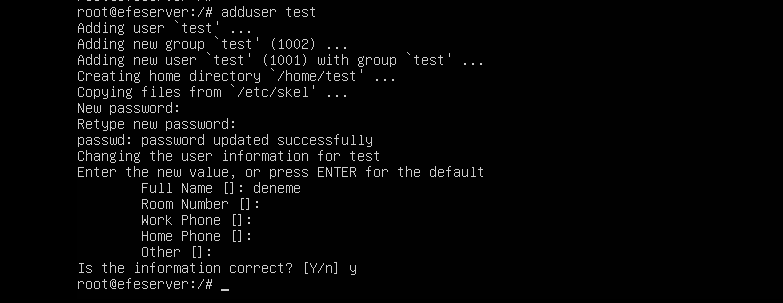 root@efeserver:/# adduser test
Adding user `test' ...
Adding new group `test' (1002) ...
Adding new user `test' (1001) with group `test' ...
Creating home directory `/home/test' ...
Copying files from `/etc/skel' ...
New password:
Retype new password:
passwd: password updated successfully
Changing the user information for test
Enter the new value, or press ENTER for the default
Full Name []: deneme
Room Number []:
Work Phone []:
Home Phone []:
Other []:
Is the information correct? [Y/n] y
root@efeserver:/# _